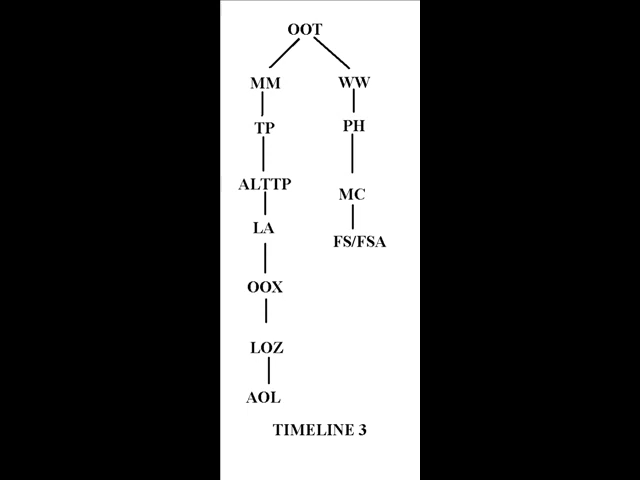 OOT
MM WW
TP PH
ALTTP MC
LA FS/FSA
OOX
LOZ
AOL
TIMELINE 3